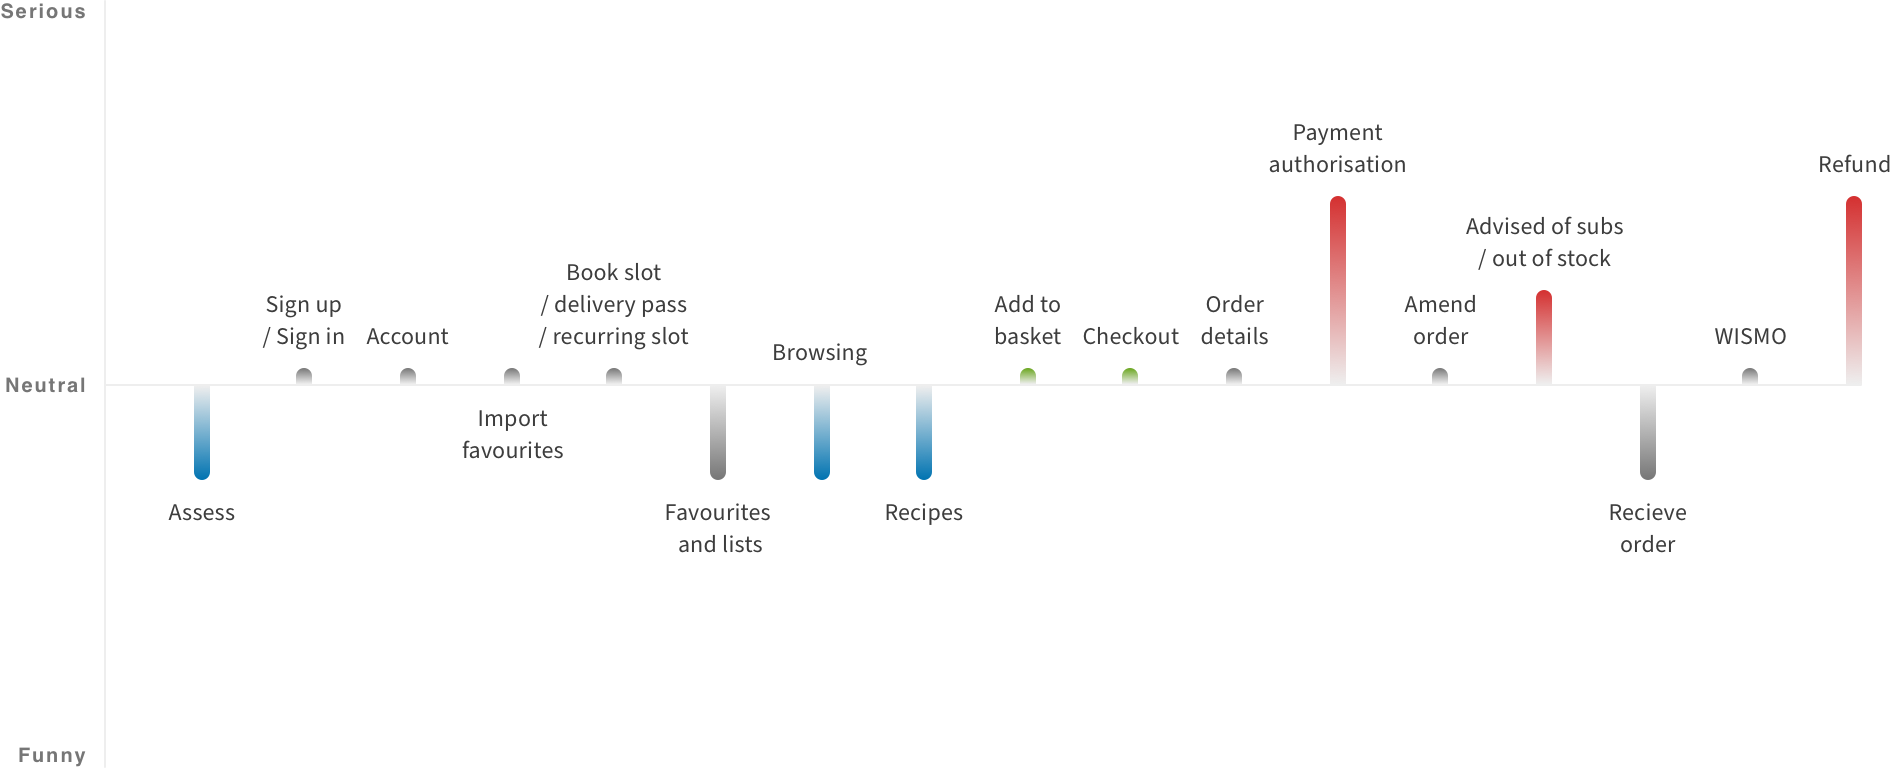 Serious
Neutral
Funny
Assess
Sign up
/ Sign in
Account
Import
favourites
Book slot
/ delivery pass
/ recurring slot
Favourites
and lists
Browsing
Recipes
Add to
basket
Checkout
Order
details
Payment
authorisation
Amend
order
Advised of subs
/ out of stock
Recieve
order
WISMO
Refund